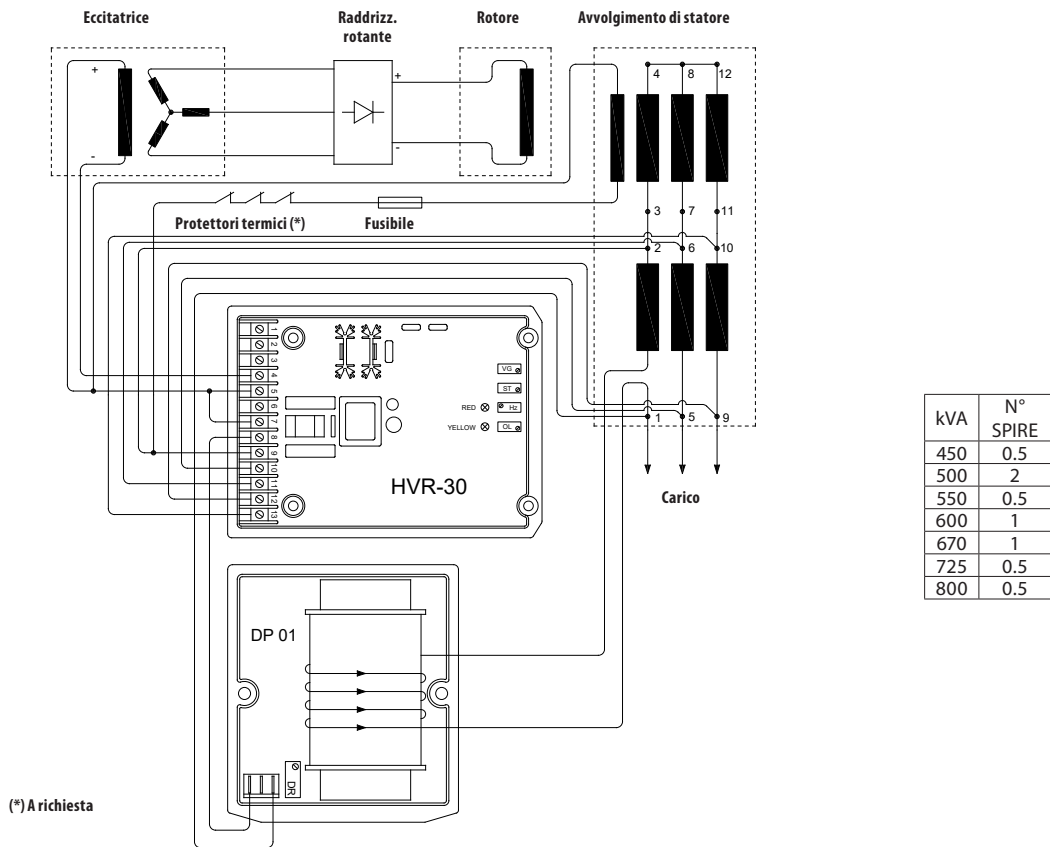 Eccitatrice
Raddrizz.
rotante
Rotore
Avvolgimento di statore
+
-
+
-
4 8 12
3 7 11
2 6 10
1 5 9
Protettori termici (*)
Fusibile
1
2
3
4
5
6
7
8
9
10
11
12
13
VG
ST
RED
Hz
YELLOW
OL
HVR-30
Carico
kVA N° SPIRE
450 0.5
500 2
550 0.5
600 1
670 1
725 0.5
800 0.5
DP 01
DR
(*) A richiesta